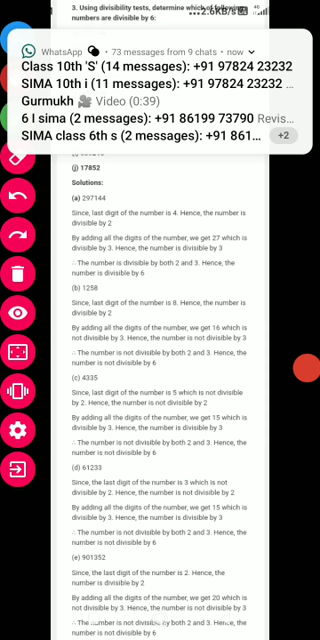 3. Using divisibility tests, determine which of following
numbers are divisible by 6:
2.6KB/s
WhatsApp • 73 messages from 9 chats • now
Class 10th 'S' (14 messages): +91 97824 23232
SIMA 10th i (11 messages): +91 97824 23232 ...
Gurmukh 🎥 Video (0:39)
6 I sima (2 messages): +91 86199 73790 Revis...
SIMA class 6th s (2 messages): +91 861...
+2
(j) 17852
Solutions:
(a) 297144
Since, last digit of the number is 4. Hence, the number is
divisible by 2
By adding all the digits of the number, we get 27 which is
divisible by 3. Hence, the number is divisible by 3
∴ The number is divisible by both 2 and 3. Hence, the
number is divisible by 6
(b) 1258
Since, last digit of the number is 8. Hence, the number is
divisible by 2
By adding all the digits of the number, we get 16 which is
not divisible by 3. Hence, the number is not divisible by 3
∴ The number is not divisible by both 2 and 3. Hence, the
number is not divisible by 6
(c) 4335
Since, last digit of the number is 5 which is not divisible
by 2. Hence, the number is not divisible by 2
By adding all the digits of the number, we get 15 which is
divisible by 3. Hence, the number is divisible by 3
∴ The number is not divisible by both 2 and 3. Hence, the
number is not divisible by 6
(d) 61233
Since, the last digit of the number is 3 which is not
divisible by 2. Hence, the number is not divisible by 2
By adding all the digits of the number, we get 15 which is
divisible by 3. Hence, the number is divisible by 3
∴ The number is not divisible by both 2 and 3. Hence, the
number is not divisible by 6
(e) 901352
Since, the last digit of the number is 2. Hence, the
number is divisible by 2
By adding all the digits of the number, we get 20 which is
not divisible by 3. Hence, the number is not divisible by 3
∴ The number is not divisible by both 2 and 3. Hence, the
number is not divisible by 6